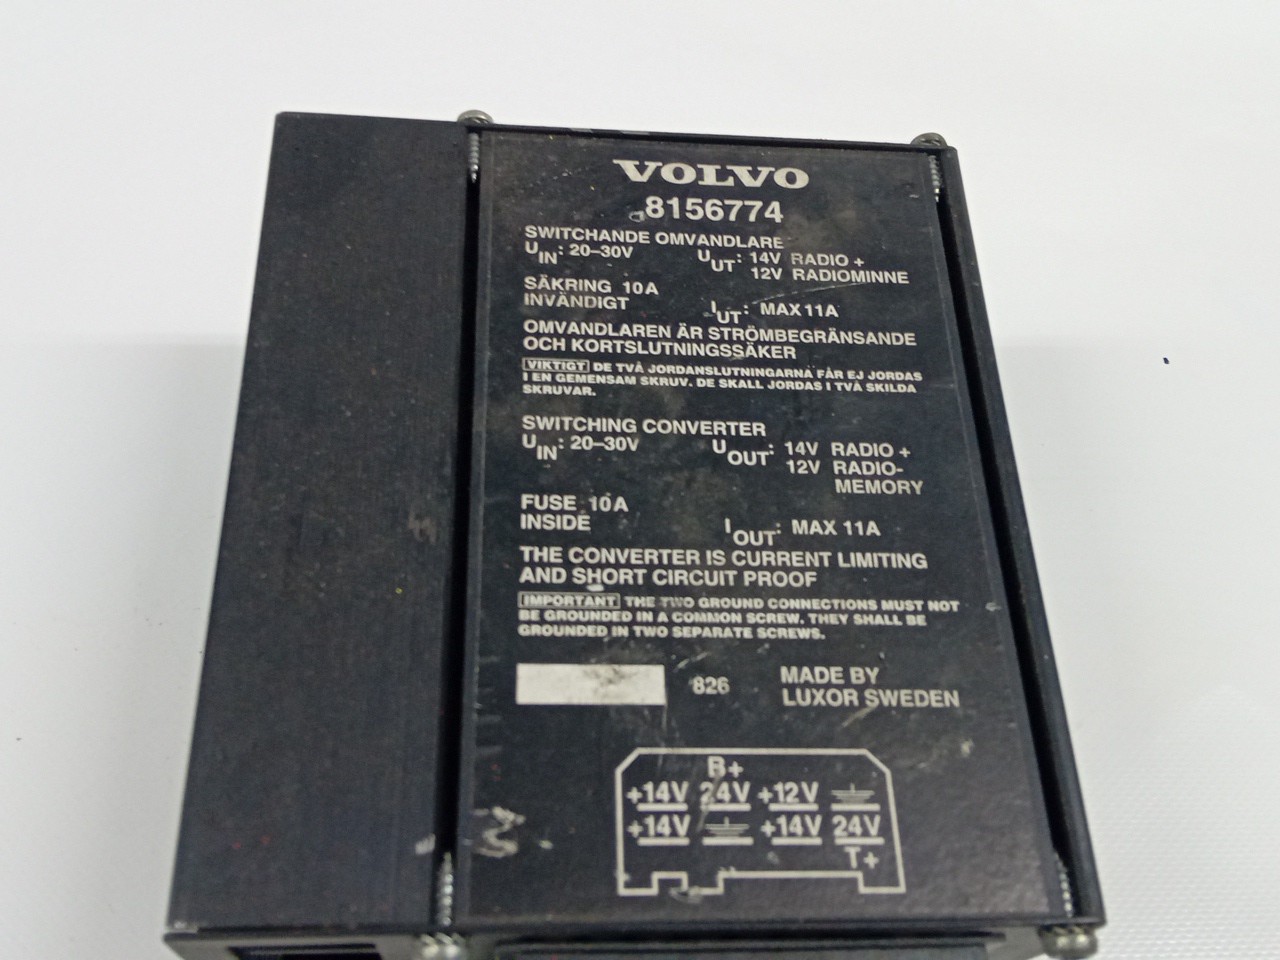 VOLVO
8156774
SWITCHANDE OMVANDLARE
UIN: 20–30V UUT: 14V RADIO +
12V RADIOMINNE
SÄKRING 10A
INVÄNDIGT IUT: MAX 11A
OMVANDLAREN ÄR STRÖMBEGRÄNSANDE
OCH KORTSLUTNINGSSÄKER
VIKTIGT DE TVÅ JORDANSLUTNINGARNA FÅR EJ JORDAS
I EN GEMENSAM SKRUV. DE SKALL JORDAS I TVÅ SKILDA
SKRUVAR.
SWITCHING CONVERTER
UIN: 20–30V UOUT: 14V RADIO +
12V RADIO-
MEMORY
FUSE 10A
INSIDE IOUT: MAX 11A
THE CONVERTER IS CURRENT LIMITING
AND SHORT CIRCUIT PROOF
IMPORTANT THE TWO GROUND CONNECTIONS MUST NOT
BE GROUNDED IN A COMMON SCREW. THEY SHALL BE
GROUNDED IN TWO SEPARATE SCREWS.
826 MADE BY
LUXOR SWEDEN
B+
+14V 24V +12V
+14V +14V 24V
T+